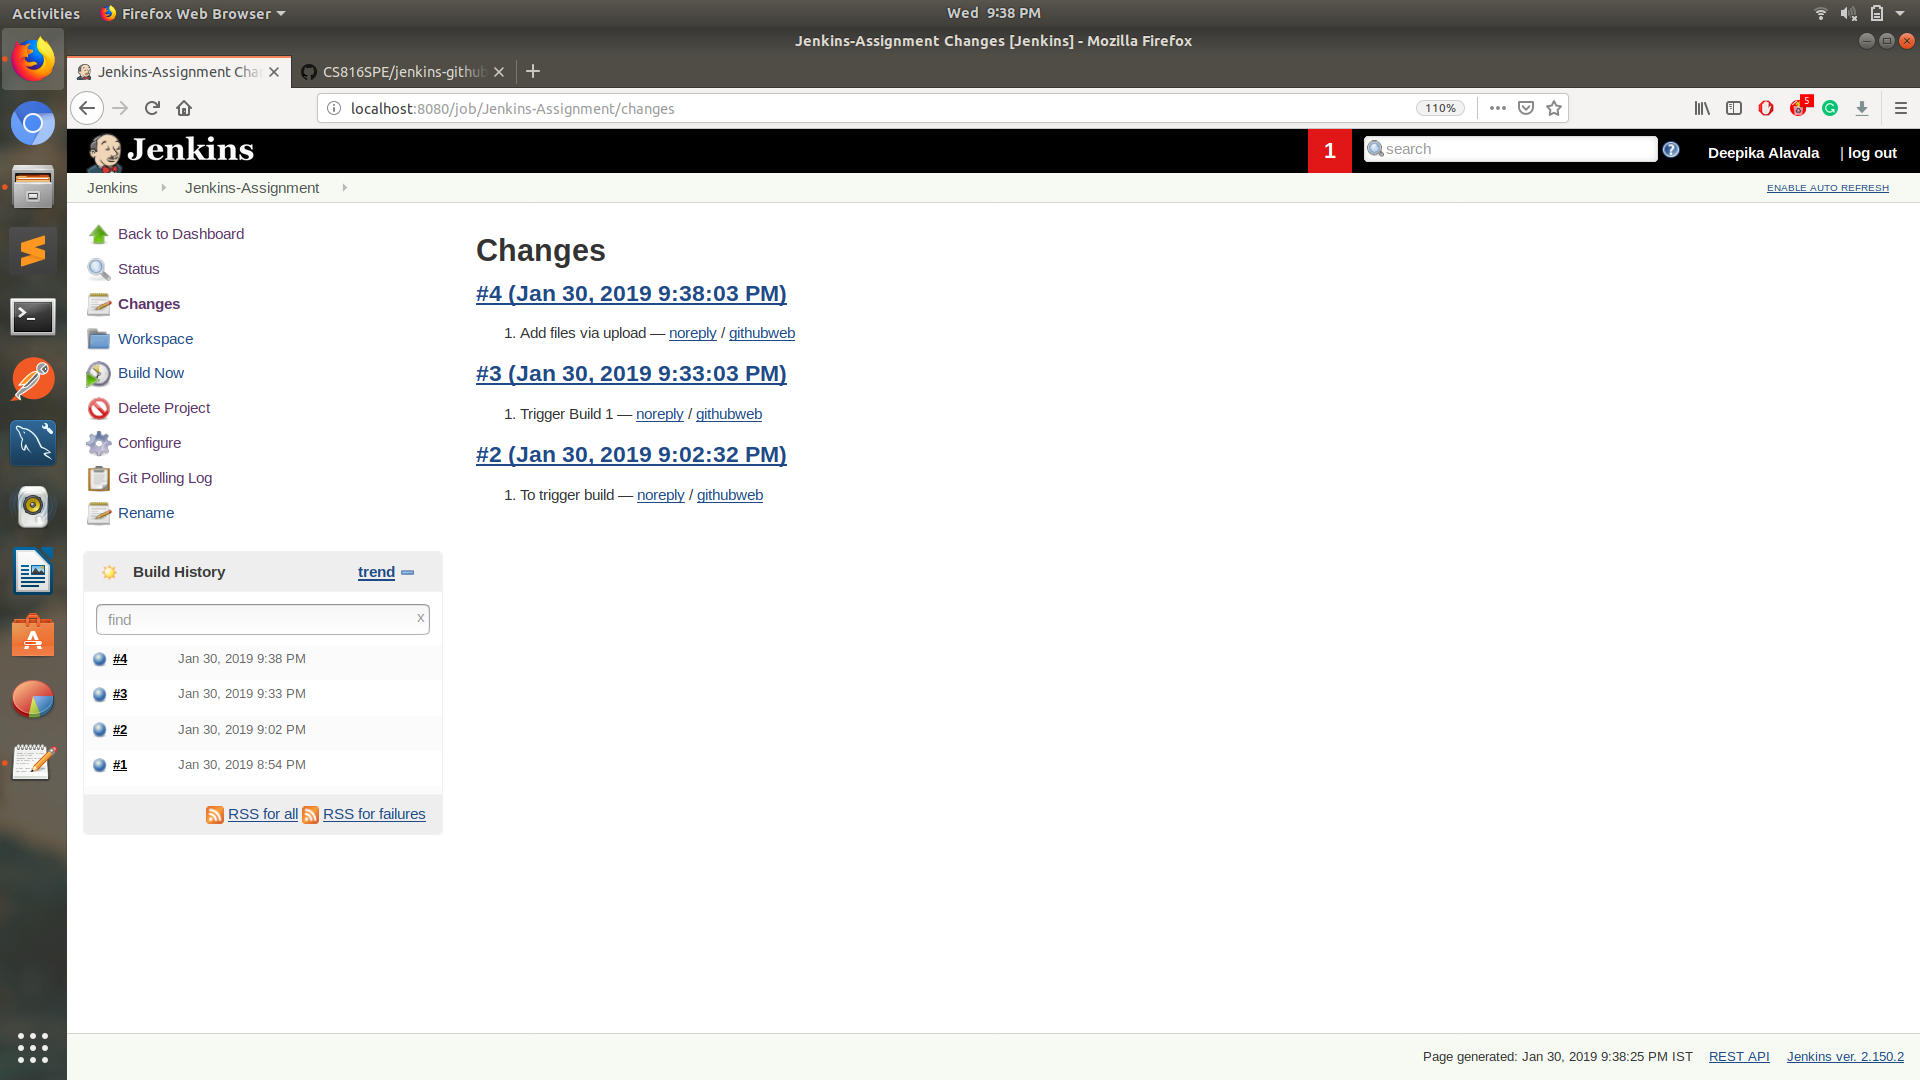 Activities
Firefox Web Browser
Wed 9:38 PM
Jenkins-Assignment Changes [Jenkins] - Mozilla Firefox
Jenkins-Assignment Cha
CS816SPE/jenkins-github
localhost:8080/job/Jenkins-Assignment/changes
110%
5
Jenkins
1
search
Deepika Alavala
| log out
Jenkins
Jenkins-Assignment
ENABLE AUTO REFRESH
Back to Dashboard
Status
Changes
Workspace
Build Now
Delete Project
Configure
Git Polling Log
Rename
Changes
#4 (Jan 30, 2019 9:38:03 PM)
1. Add files via upload — noreply / githubweb
#3 (Jan 30, 2019 9:33:03 PM)
1. Trigger Build 1 — noreply / githubweb
#2 (Jan 30, 2019 9:02:32 PM)
1. To trigger build — noreply / githubweb
Build History
trend
find
x
#4 Jan 30, 2019 9:38 PM
#3 Jan 30, 2019 9:33 PM
#2 Jan 30, 2019 9:02 PM
#1 Jan 30, 2019 8:54 PM
RSS for all RSS for failures
Page generated: Jan 30, 2019 9:38:25 PM IST
REST API
Jenkins ver. 2.150.2